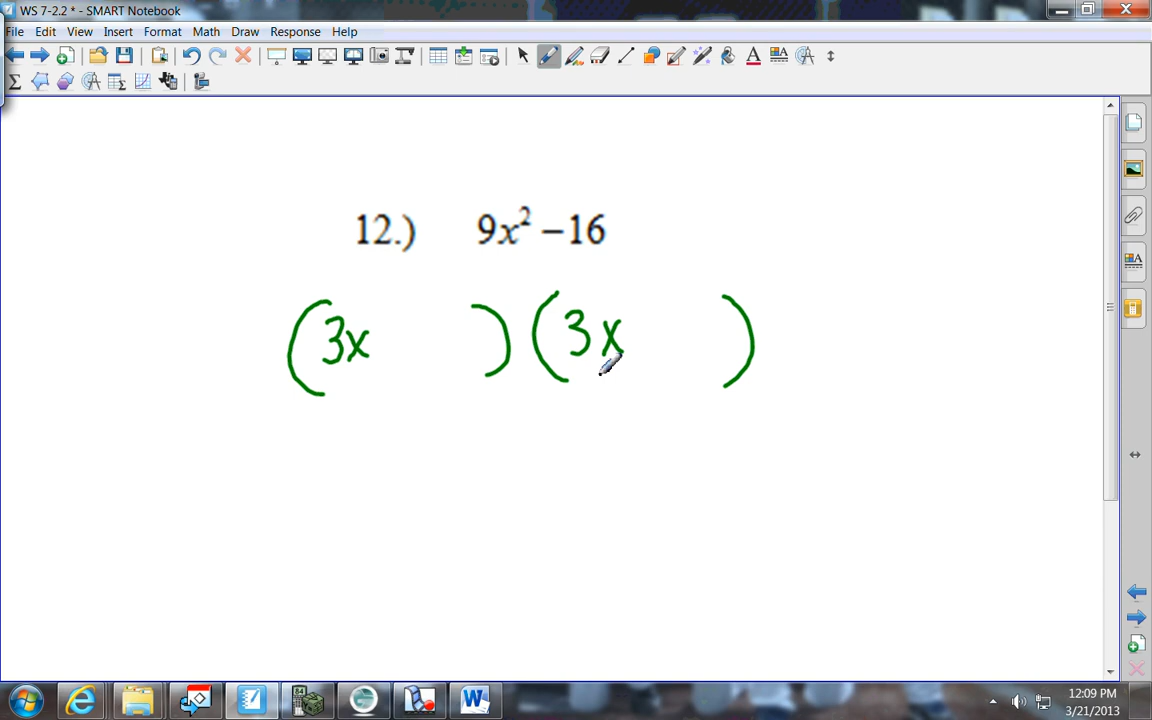 WS 7-2.2 * - SMART Notebook
File Edit View Insert Format Math Draw Response Help
12.) 9x² −16
(3x ) (3x )
12:09 PM
3/21/2013